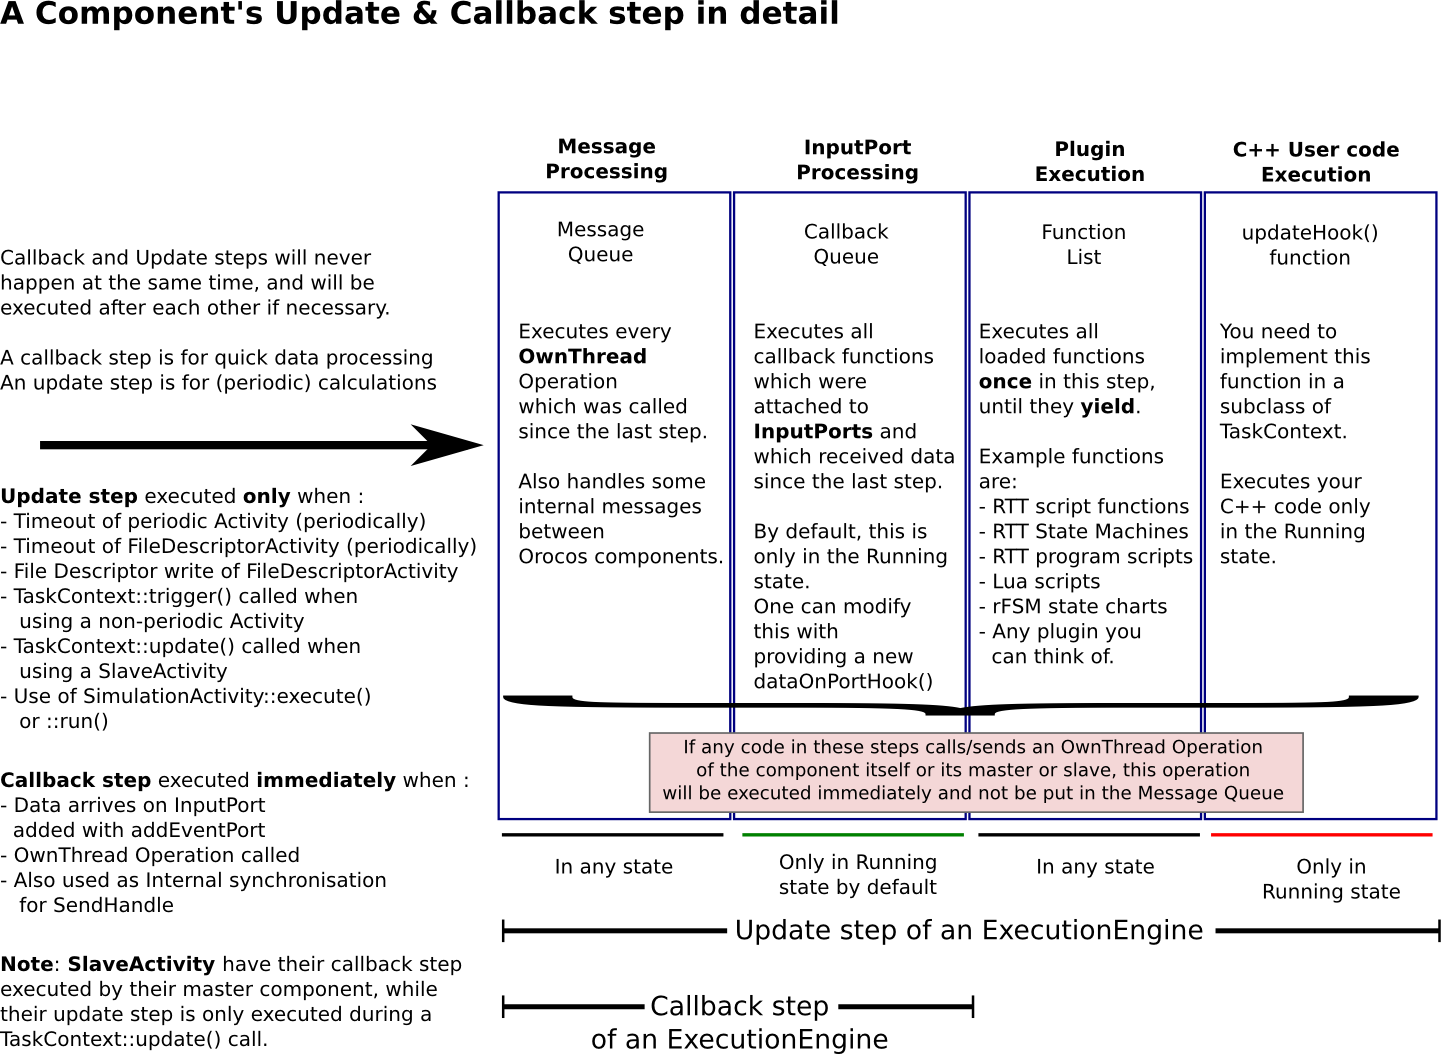 A Component's Update & Callback step in detail
Callback and Update steps will never
happen at the same time, and will be
executed after each other if necessary.
A callback step is for quick data processing
An update step is for (periodic) calculations
Update step executed only when :
- Timeout of periodic Activity (periodically)
- Timeout of FileDescriptorActivity (periodically)
- File Descriptor write of FileDescriptorActivity
- TaskContext::trigger() called when
using a non-periodic Activity
- TaskContext::update() called when
using a SlaveActivity
- Use of SimulationActivity::execute()
or ::run()
Callback step executed immediately when :
- Data arrives on InputPort
added with addEventPort
- OwnThread Operation called
- Also used as Internal synchronisation
for SendHandle
Note: SlaveActivity have their callback step
executed by their master component, while
their update step is only executed during a
TaskContext::update() call.
Message
Processing
Message
Queue
Executes every
OwnThread
Operation
which was called
since the last step.
Also handles some
internal messages
between
Orocos components.
InputPort
Processing
Callback
Queue
Executes all
callback functions
which were
attached to
InputPorts and
which received data
since the last step.
By default, this is
only in the Running
state.
One can modify
this with
providing a new
dataOnPortHook()
Plugin
Execution
Function
List
Executes all
loaded functions
once in this step,
until they yield.
Example functions
are:
- RTT script functions
- RTT State Machines
- RTT program scripts
- Lua scripts
- rFSM state charts
- Any plugin you
can think of.
C++ User code
Execution
updateHook()
function
You need to
implement this
function in a
subclass of
TaskContext.
Executes your
C++ code only
in the Running
state.
If any code in these steps calls/sends an OwnThread Operation
of the component itself or its master or slave, this operation
will be executed immediately and not be put in the Message Queue
In any state
Only in Running
state by default
In any state
Only in
Running state
Update step of an ExecutionEngine
Callback step
of an ExecutionEngine